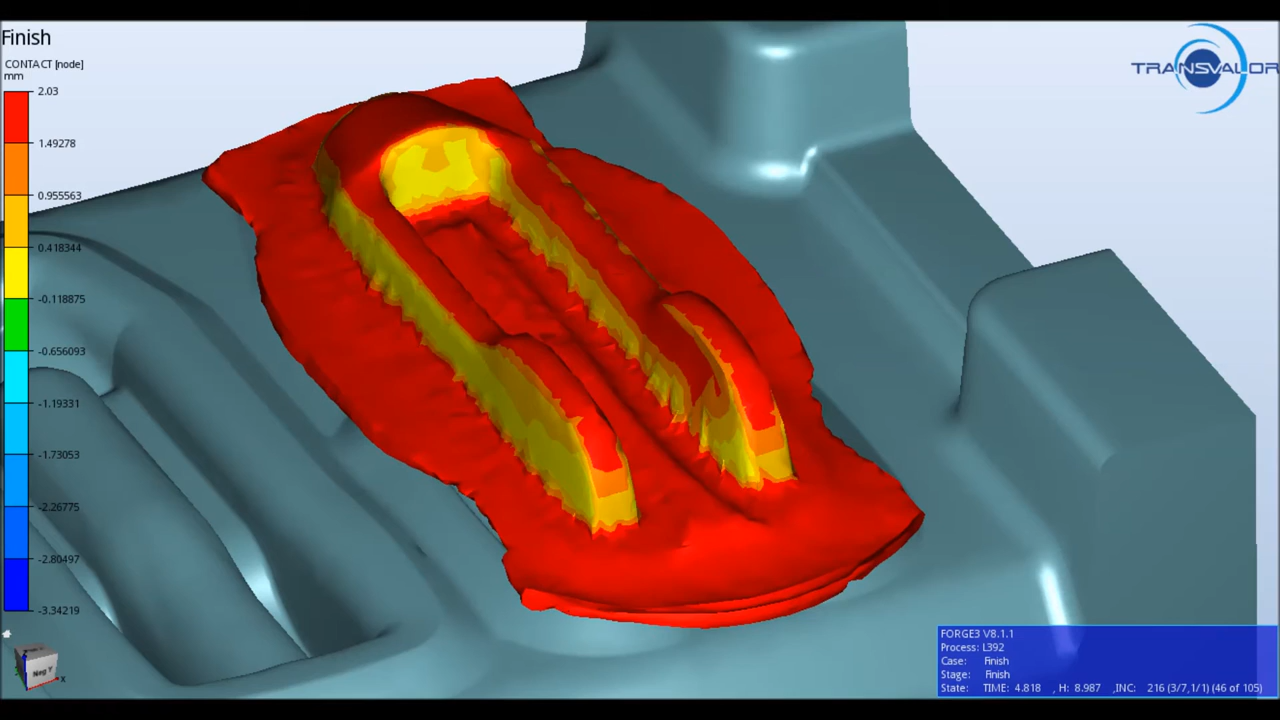 Finish
CONTACT [node]
mm
2.03
1.49278
0.955563
0.418344
-0.118875
-0.656093
-1.19331
-1.73053
-2.26775
-2.80497
-3.34219
TRANSVALOR
Neg Y
X
FORGE3 V8.1.1
Process: L392
Case: Finish
Stage: Finish
State: TIME: 4.818 , H: 8.987 ,INC: 216 (3/7,1/1) (46 of 105)